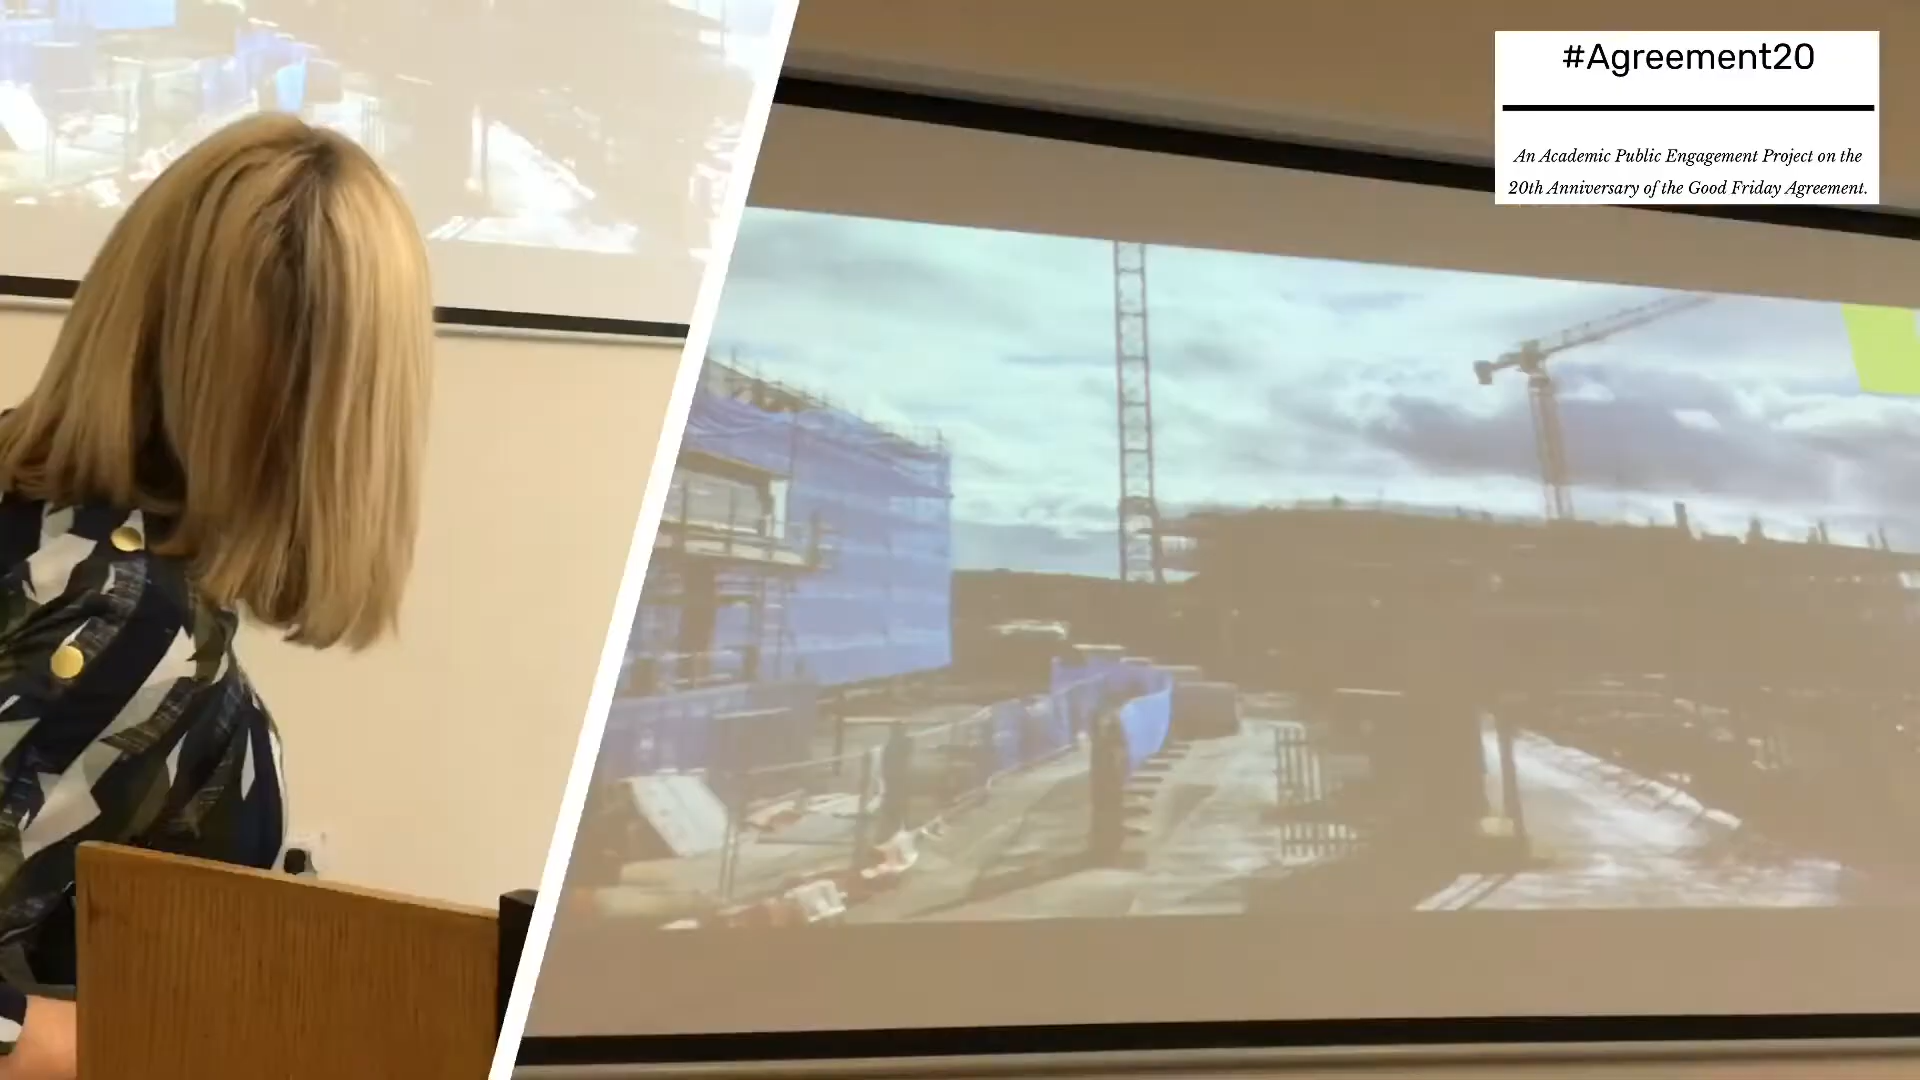 #Agreement20
An Academic Public Engagement Project on the
20th Anniversary of the Good Friday Agreement.